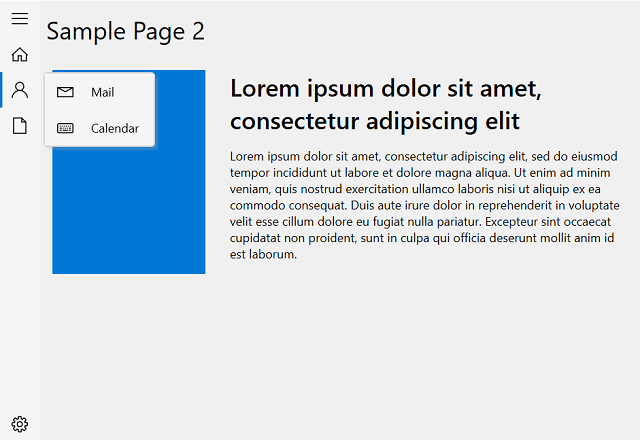 Sample Page 2
Mail
Calendar
Lorem ipsum dolor sit amet,
consectetur adipiscing elit
Lorem ipsum dolor sit amet, consectetur adipiscing elit, sed do eiusmod
tempor incididunt ut labore et dolore magna aliqua. Ut enim ad minim
veniam, quis nostrud exercitation ullamco laboris nisi ut aliquip ex ea
commodo consequat. Duis aute irure dolor in reprehenderit in voluptate
velit esse cillum dolore eu fugiat nulla pariatur. Excepteur sint occaecat
cupidatat non proident, sunt in culpa qui officia deserunt mollit anim id
est laborum.